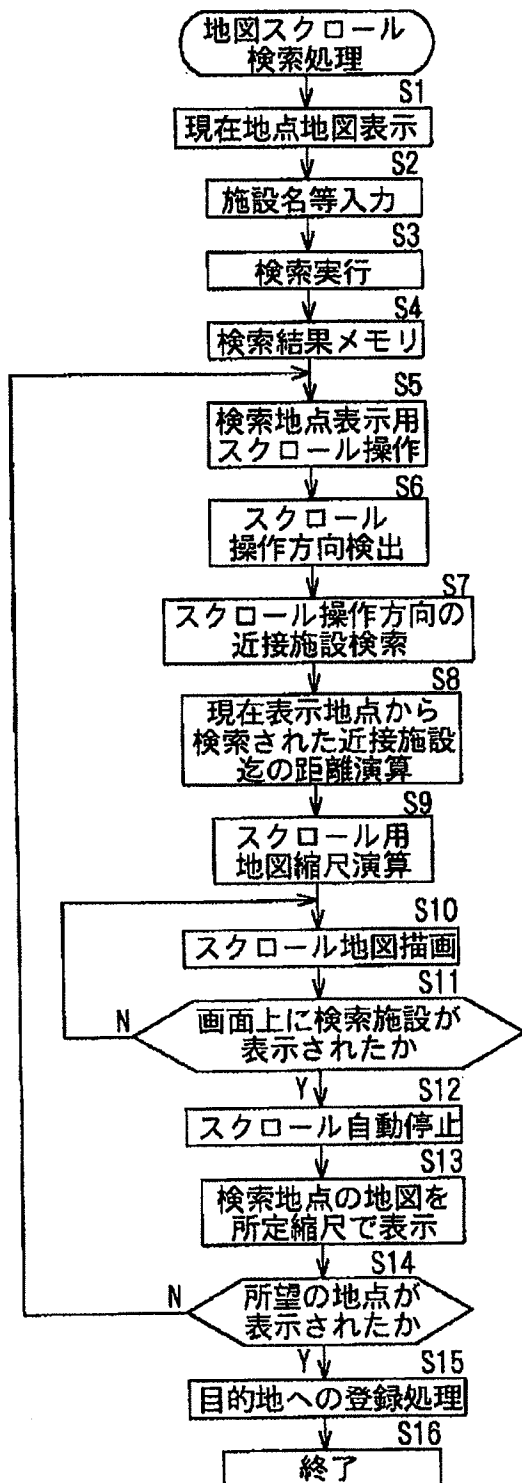 地図スクロール
検索処理
S1
現在地点地図表示
S2
施設名等入力
S3
検索実行
S4
検索結果メモリ
S5
検索地点表示用
スクロール操作
S6
スクロール
操作方向検出
S7
スクロール操作方向の
近接施設検索
S8
現在表示地点から
検索された近接施設
迄の距離演算
S9
スクロール用
地図縮尺演算
S10
スクロール地図描画
S11
N
画面上に検索施設が
表示されたか
Y
S12
スクロール自動停止
S13
検索地点の地図を
所定縮尺で表示
S14
N
所望の地点が
表示されたか
Y
S15
目的地への登録処理
S16
終了